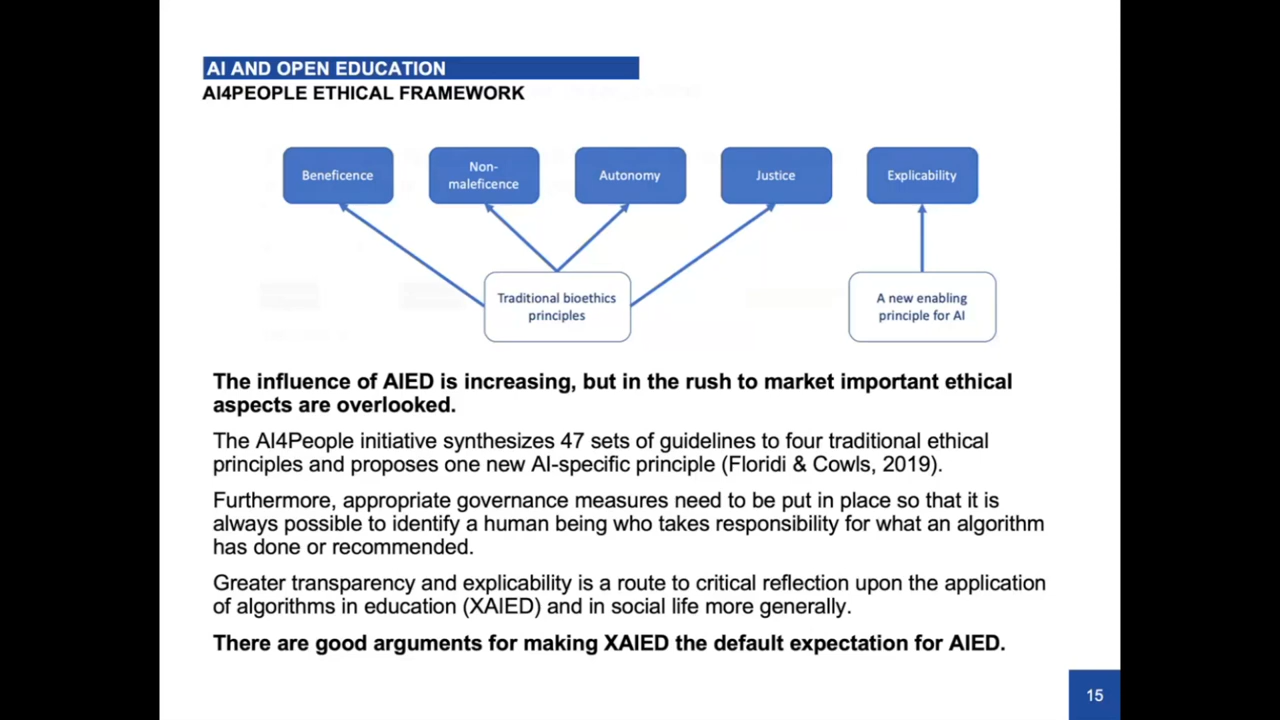 AI AND OPEN EDUCATION
AI4PEOPLE ETHICAL FRAMEWORK
Beneficence
Non-
maleficence
Autonomy
Justice
Explicability
Traditional bioethics
principles
A new enabling
principle for AI
The influence of AIED is increasing, but in the rush to market important ethical
aspects are overlooked.
The AI4People initiative synthesizes 47 sets of guidelines to four traditional ethical
principles and proposes one new AI-specific principle (Floridi & Cowls, 2019).
Furthermore, appropriate governance measures need to be put in place so that it is
always possible to identify a human being who takes responsibility for what an algorithm
has done or recommended.
Greater transparency and explicability is a route to critical reflection upon the application
of algorithms in education (XAIED) and in social life more generally.
There are good arguments for making XAIED the default expectation for AIED.
15